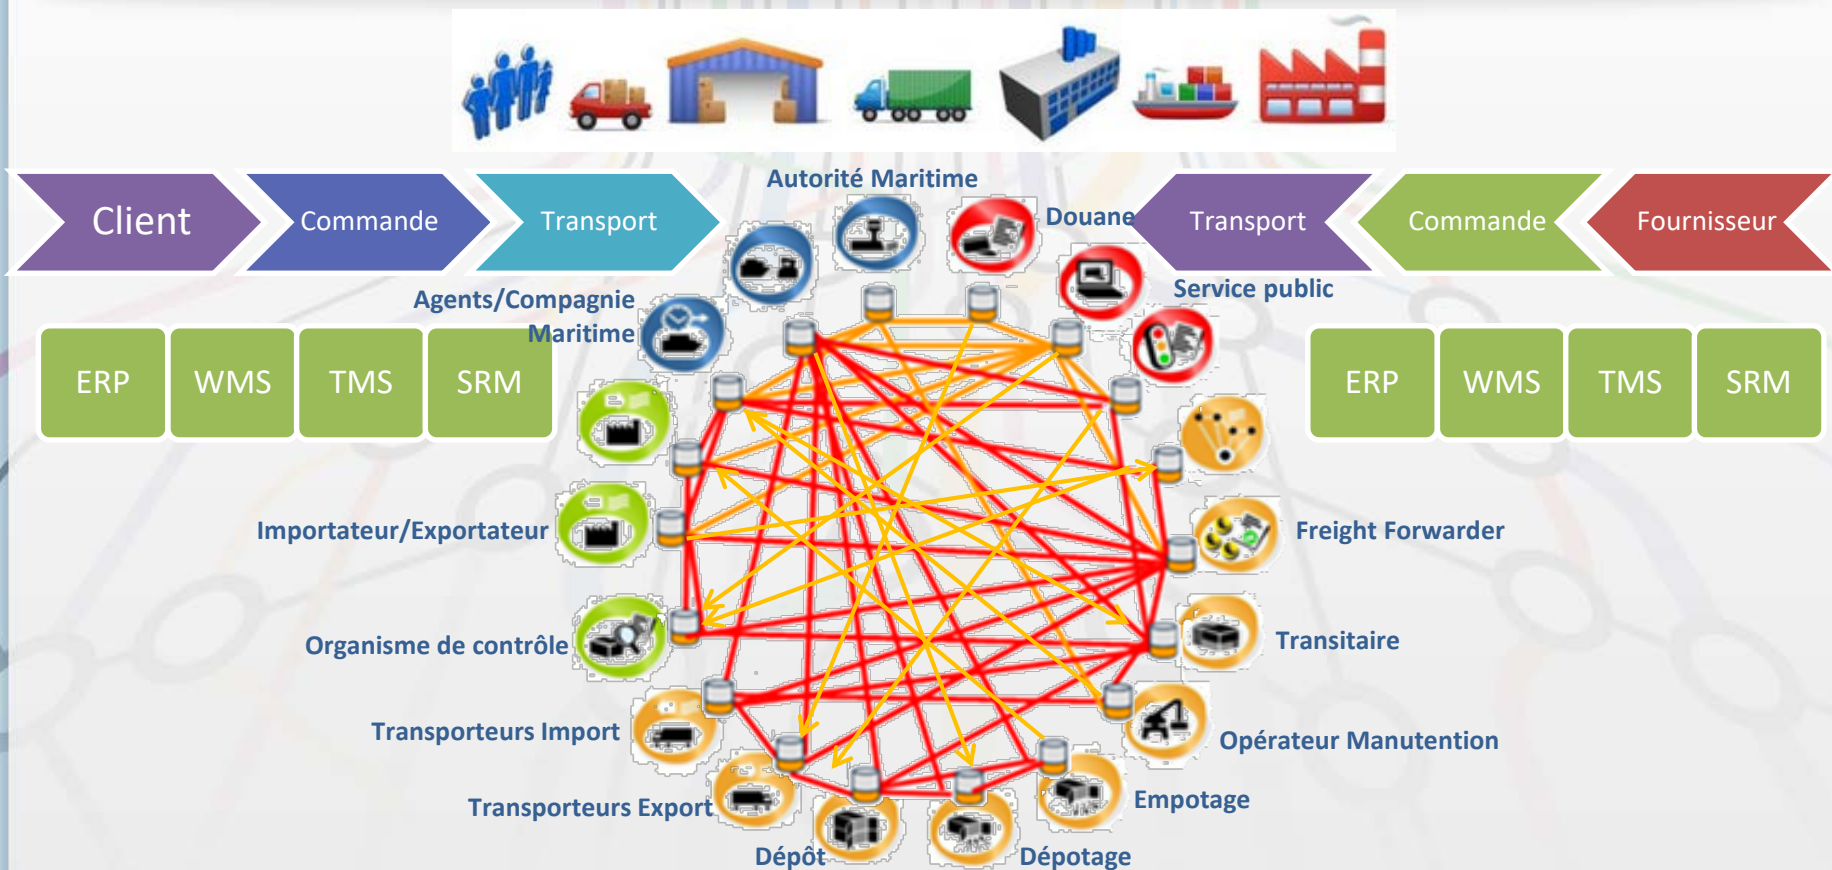 Autorité Maritime
Client
Commande
Transport
Douane
Transport
Commande
Fournisseur
Agents/Compagnie
Maritime
Service public
ERP
WMS
TMS
SRM
ERP
WMS
TMS
SRM
Importateur/Exportateur
Freight Forwarder
Organisme de contrôle
Transitaire
Transporteurs Import
Opérateur Manutention
Transporteurs Export
Empotage
Dépôt
Dépotage